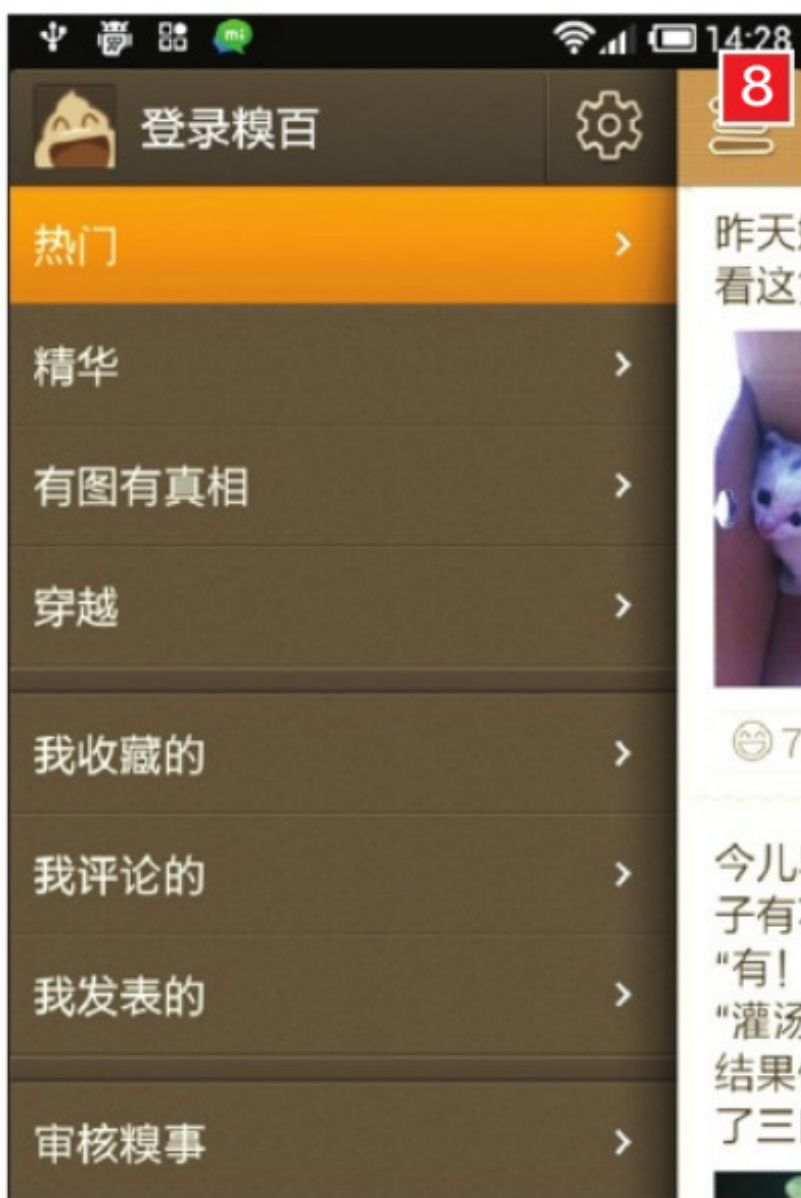 14:28
8
登录糗百
热门
精华
有图有真相
穿越
我收藏的
我评论的
我发表的
审核糗事
昨天
看这
7
今儿
子有
“有！
“灌汤
结果
了三